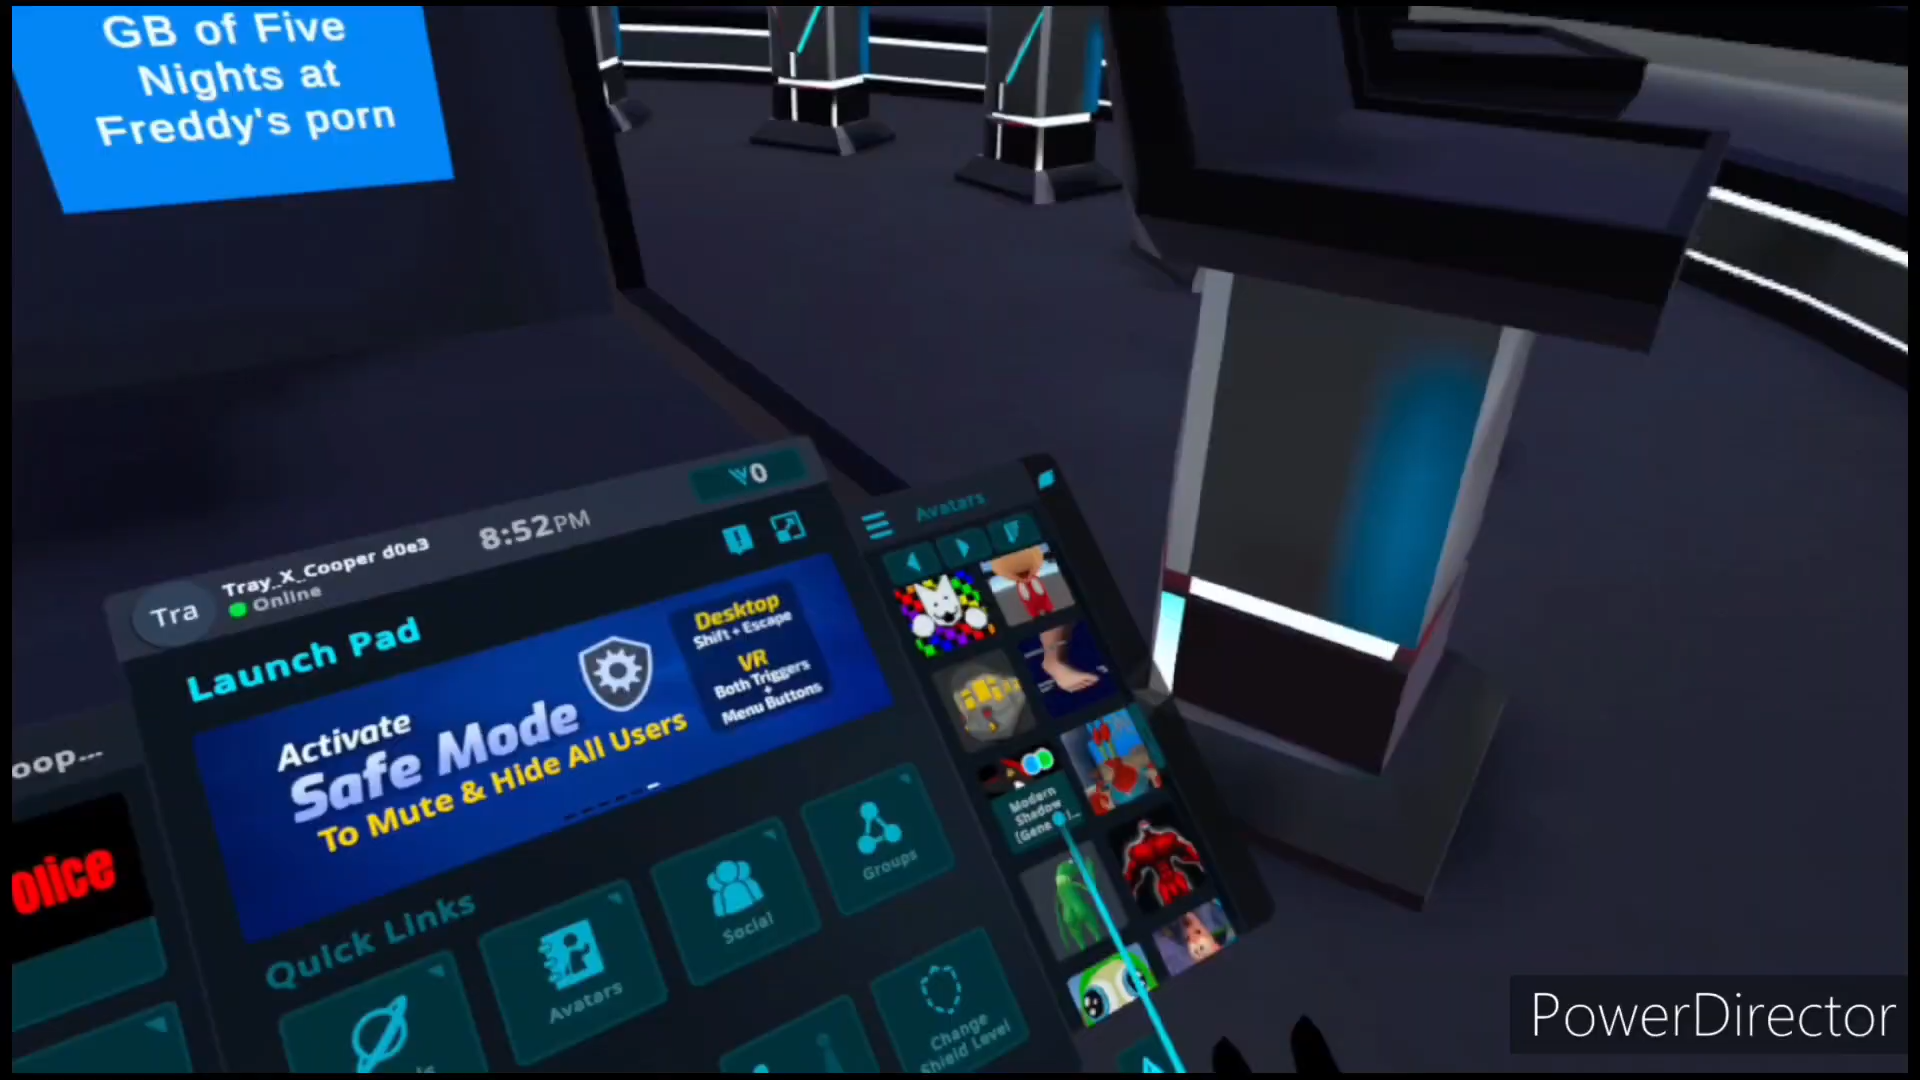 GB of Five
Nights at
Freddy's porn
0
8:52PM
Tray_X_Cooper d0e3
Online
Tra
Launch Pad
Activate
Safe Mode
To Mute & Hide All Users
Desktop
Shift + Escape
VR
Both Triggers
+
Menu Buttons
Quick Links
Avatars
Social
Groups
Change
Shield Level
Avatars
Modern
Shadow
oop...
olice
PowerDirector